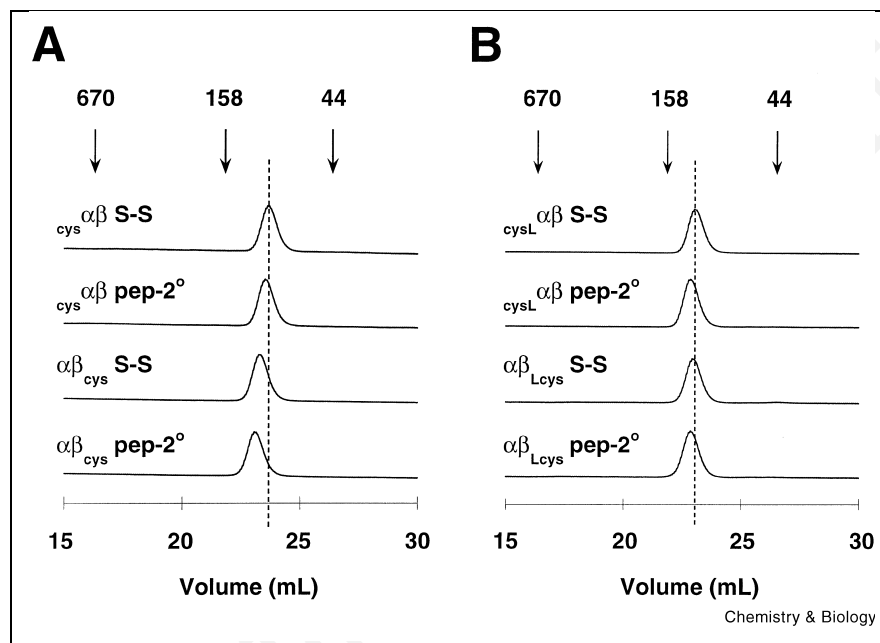 A
670 158 44
cysαβ S-S
cysαβ pep-2°
αβcys S-S
αβcys pep-2°
15 20 25 30
Volume (mL)
B
670 158 44
cysLαβ S-S
cysLαβ pep-2°
αβLcys S-S
αβLcys pep-2°
15 20 25 30
Volume (mL)
Chemistry & Biology